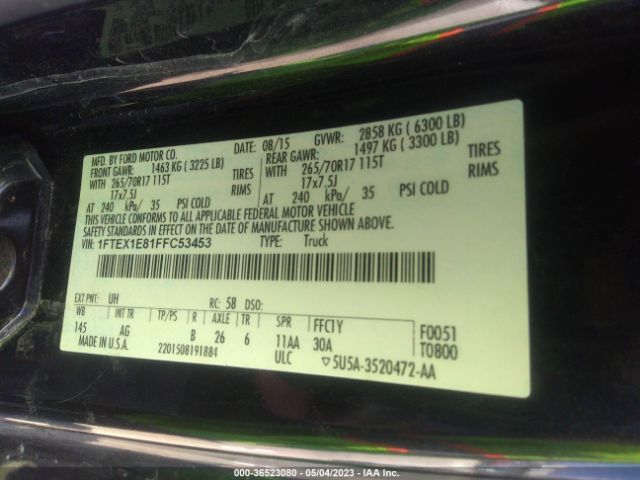 MFD. BY FORD MOTOR CO. DATE: 08/15 GVWR: 2858 KG ( 6300 LB)
FRONT GAWR: 1463 KG ( 3225 LB) REAR GAWR: 1497 KG ( 3300 LB)
WITH 265/70R17 115T TIRES WITH 265/70R17 115T TIRES
17x7.5J RIMS 17x7.5J RIMS
AT 240 kPa/ 35 PSI COLD AT 240 kPa/ 35 PSI COLD
THIS VEHICLE CONFORMS TO ALL APPLICABLE FEDERAL MOTOR VEHICLE
SAFETY STANDARDS IN EFFECT ON THE DATE OF MANUFACTURE SHOWN ABOVE.
VIN: 1FTEX1E81FFC53453 TYPE: Truck
EXT PNT: UH RC: 58 DSO:
WB INT TR TP/PS R AXLE TR SPR FFC1Y F0051
145 AG B 26 6 11AA 30A T0800
MADE IN U.S.A. 2201508191884 ULC ▽5U5A-3520472-AA
000-36523080 - 05/04/2023 - IAA Inc.